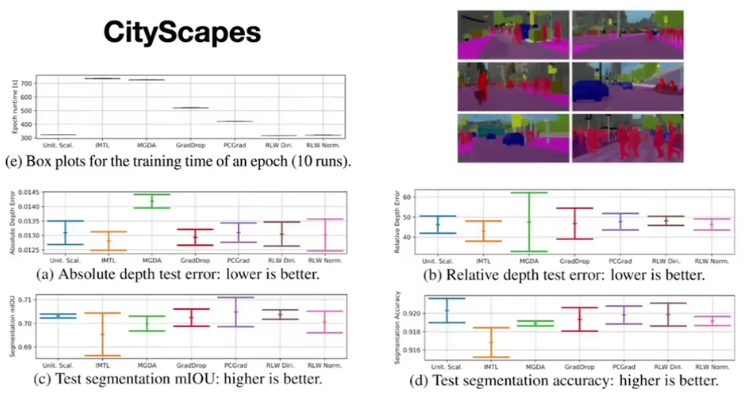 CityScapes
Epoch runtime [s]
700
600
500
400
300
Unit. Scal. IMTL MGDA GradDrop PCGrad RLW Diri. RLW Norm.
(e) Box plots for the training time of an epoch (10 runs).
Absolute Depth Error
0.0145
0.0140
0.0135
0.0130
0.0125
Unit. Scal. IMTL MGDA GradDrop PCGrad RLW Diri. RLW Norm.
(a) Absolute depth test error: lower is better.
Relative Depth Error
60
50
40
Unit. Scal. IMTL MGDA GradDrop PCGrad RLW Diri. RLW Norm.
(b) Relative depth test error: lower is better.
Segmentation mIOU
0.71
0.70
0.69
Unit. Scal. IMTL MGDA GradDrop PCGrad RLW Diri. RLW Norm.
(c) Test segmentation mIOU: higher is better.
Segmentation Accuracy
0.920
0.918
0.916
Unit. Scal. IMTL MGDA GradDrop PCGrad RLW Diri. RLW Norm.
(d) Test segmentation accuracy: higher is better.